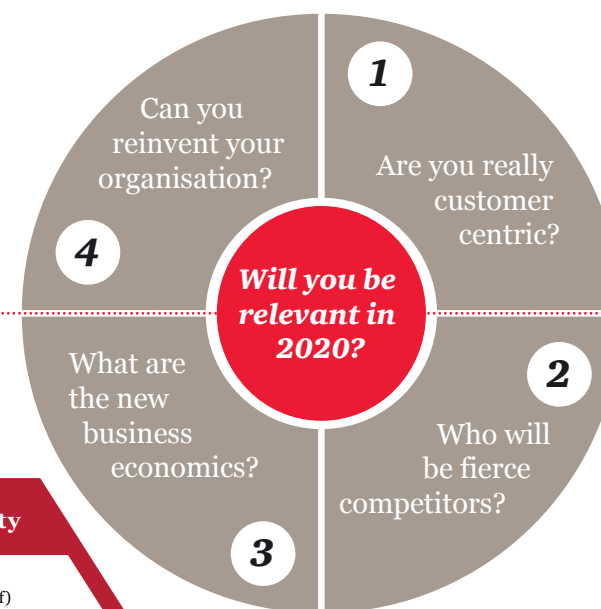 1
Are you really
customer
centric?
2
Who will
be fierce
competitors?
3
What are
the new
business
economics?
4
Can you
reinvent your
organisation?
Will you be
relevant in
2020?
ty
f)